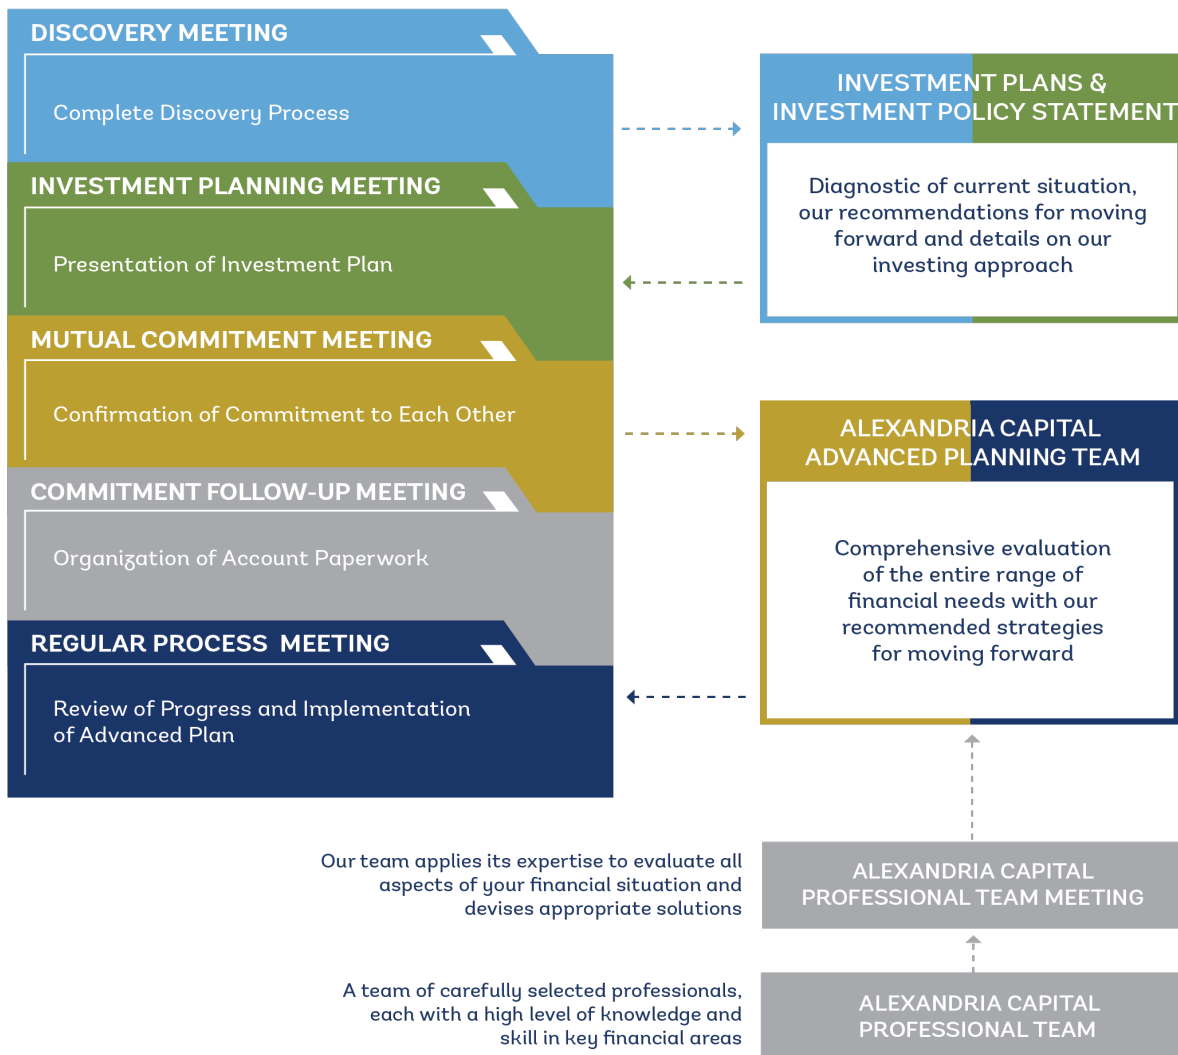 DISCOVERY MEETING
Complete Discovery Process
INVESTMENT PLANNING MEETING
Presentation of Investment Plan
MUTUAL COMMITMENT MEETING
Confirmation of Commitment to Each Other
COMMITMENT FOLLOW-UP MEETING
Organization of Account Paperwork
REGULAR PROCESS MEETING
Review of Progress and Implementation
of Advanced Plan
INVESTMENT PLANS &
INVESTMENT POLICY STATEMENT
Diagnostic of current situation,
our recommendations for moving
forward and details on our
investing approach
ALEXANDRIA CAPITAL
ADVANCED PLANNING TEAM
Comprehensive evaluation
of the entire range of
financial needs with our
recommended strategies
for moving forward
Our team applies its expertise to evaluate all
aspects of your financial situation and
devises appropriate solutions
ALEXANDRIA CAPITAL
PROFESSIONAL TEAM MEETING
A team of carefully selected professionals,
each with a high level of knowledge and
skill in key financial areas
ALEXANDRIA CAPITAL
PROFESSIONAL TEAM